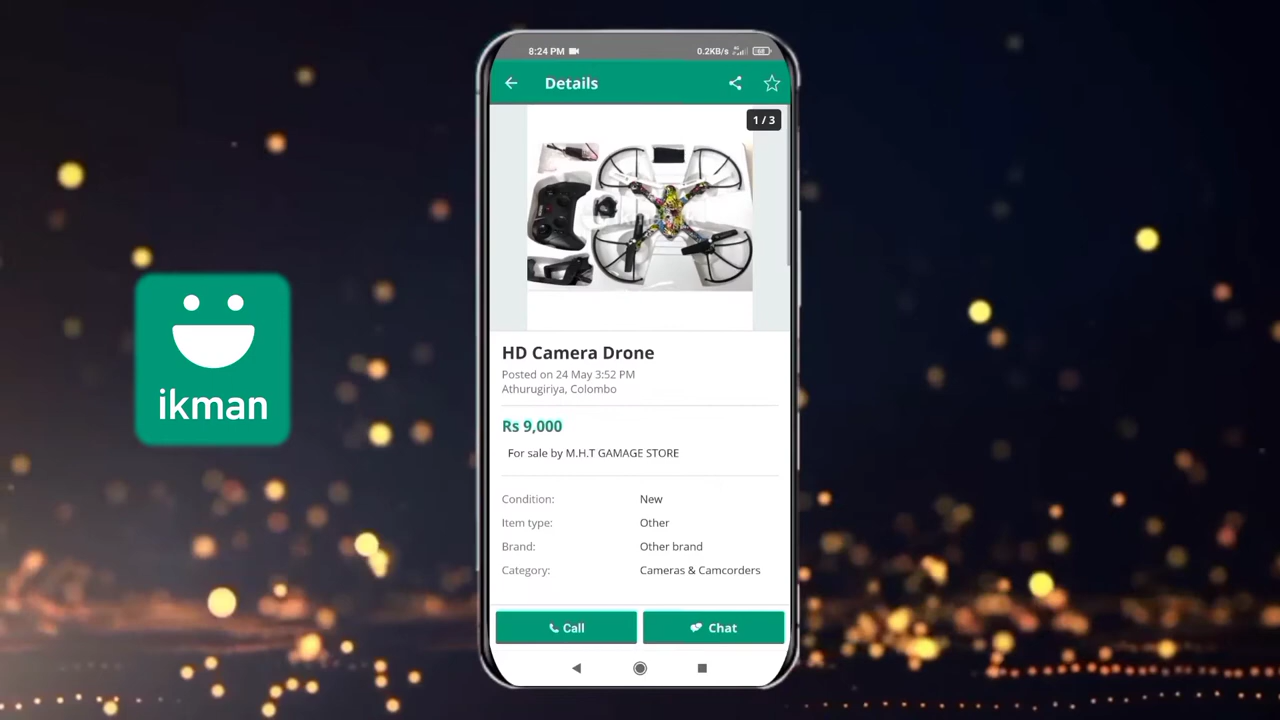 8:24 PM
0.2KB/s
68
Details
1 / 3
HD Camera Drone
Posted on 24 May 3:52 PM
Athurugiriya, Colombo
Rs 9,000
For sale by M.H.T GAMAGE STORE
Condition: New
Item type: Other
Brand: Other brand
Category: Cameras & Camcorders
Call
Chat
ikman